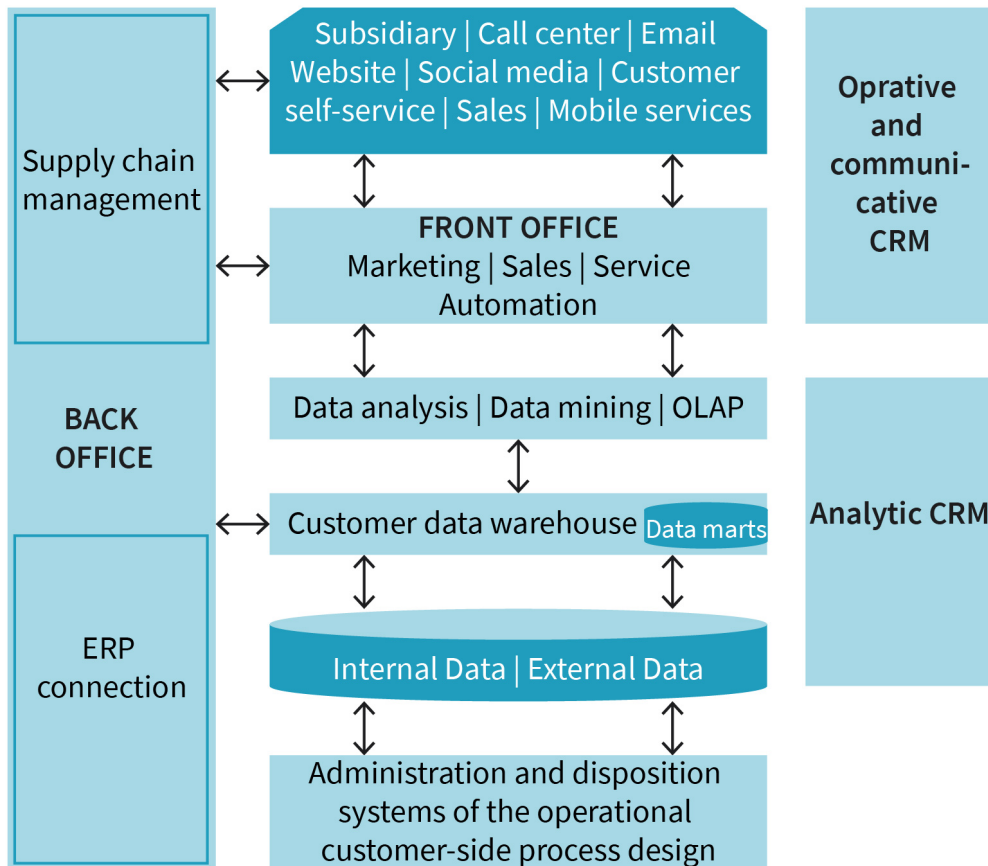 Supply chain
management
BACK
OFFICE
ERP
connection
Subsidiary | Call center | Email
Website | Social media | Customer
self-service | Sales | Mobile services
FRONT OFFICE
Marketing | Sales | Service
Automation
Data analysis | Data mining | OLAP
Customer data warehouse
Data marts
Internal Data | External Data
Administration and disposition
systems of the operational
customer-side process design
Oprative
and
communi-
cative
CRM
Analytic CRM